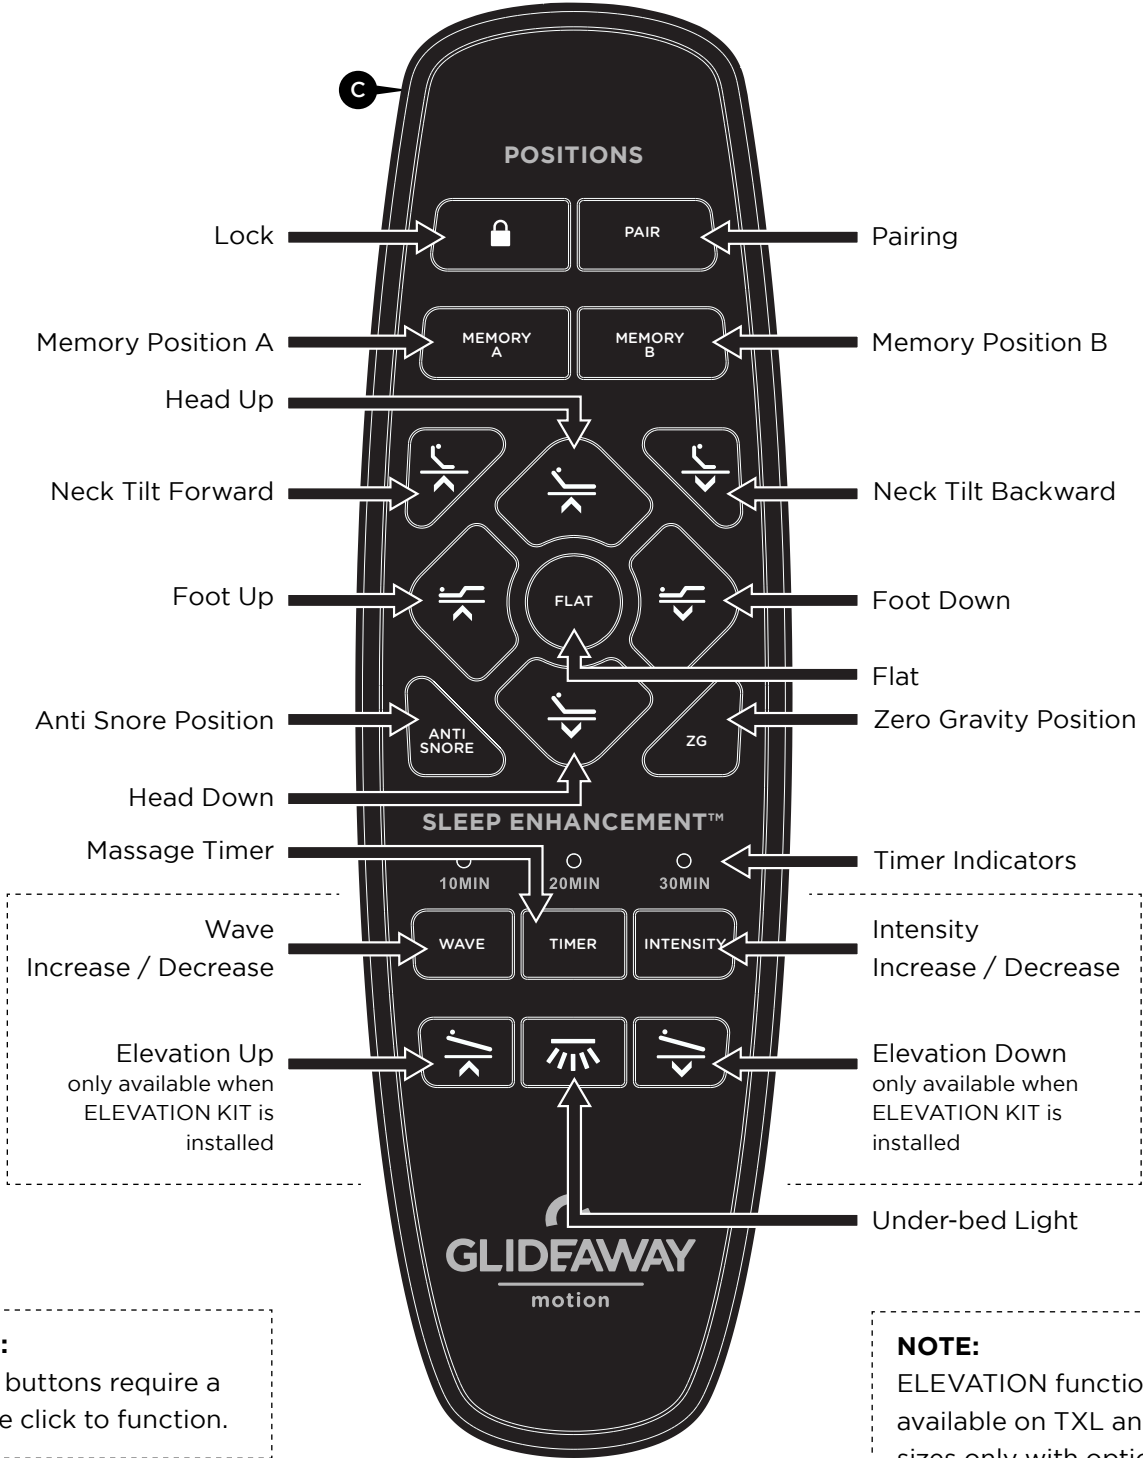 C
POSITIONS
Lock
PAIR
Pairing
Memory Position A
MEMORY
A
MEMORY
B
Memory Position B
Head Up
Neck Tilt Forward
Neck Tilt Backward
Foot Up
FLAT
Foot Down
Flat
Anti Snore Position
ANTI
SNORE
ZG
Zero Gravity Position
Head Down
SLEEP ENHANCEMENT™
Massage Timer
10MIN
20MIN
30MIN
Timer Indicators
Wave
Increase / Decrease
WAVE
TIMER
INTENSITY
Intensity
Increase / Decrease
Elevation Up
only available when
ELEVATION KIT is
installed
Elevation Down
only available when
ELEVATION KIT is
installed
Under-bed Light
GLIDEAWAY
motion
:
buttons require a
click to function.
NOTE:
ELEVATION
available on TXL
sizes only with